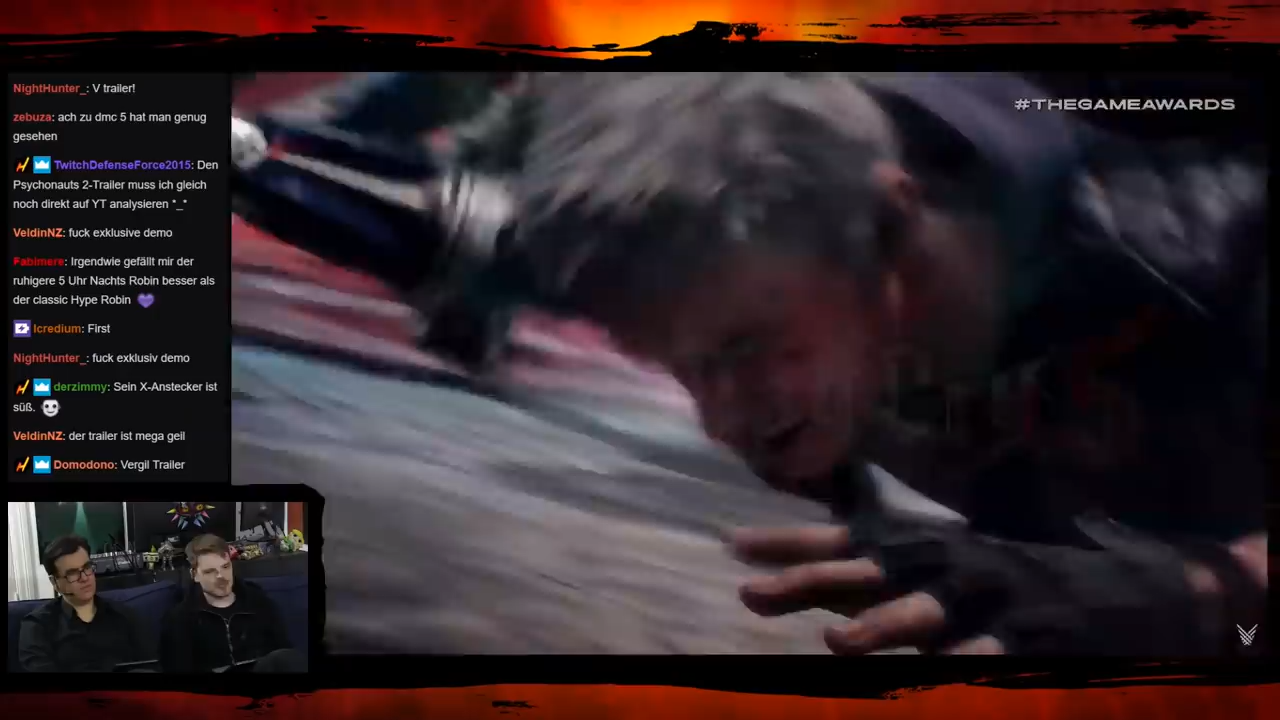 NightHunter_: V trailer!
zebuza: ach zu dmc 5 hat man genug
gesehen
TwitchDefenseForce2015: Den
Psychonauts 2-Trailer muss ich gleich
noch direkt auf YT analysieren *_*
VeldinNZ: fuck exklusive demo
Fabimere: Irgendwie gefällt mir der
ruhigere 5 Uhr Nachts Robin besser als
der classic Hype Robin
Icredium: First
NightHunter_: fuck exklusiv demo
derzimmy: Sein X-Anstecker ist
süß.
VeldinNZ: der trailer ist mega geil
Domodono: Vergil Trailer
#THEGAMEAWARDS